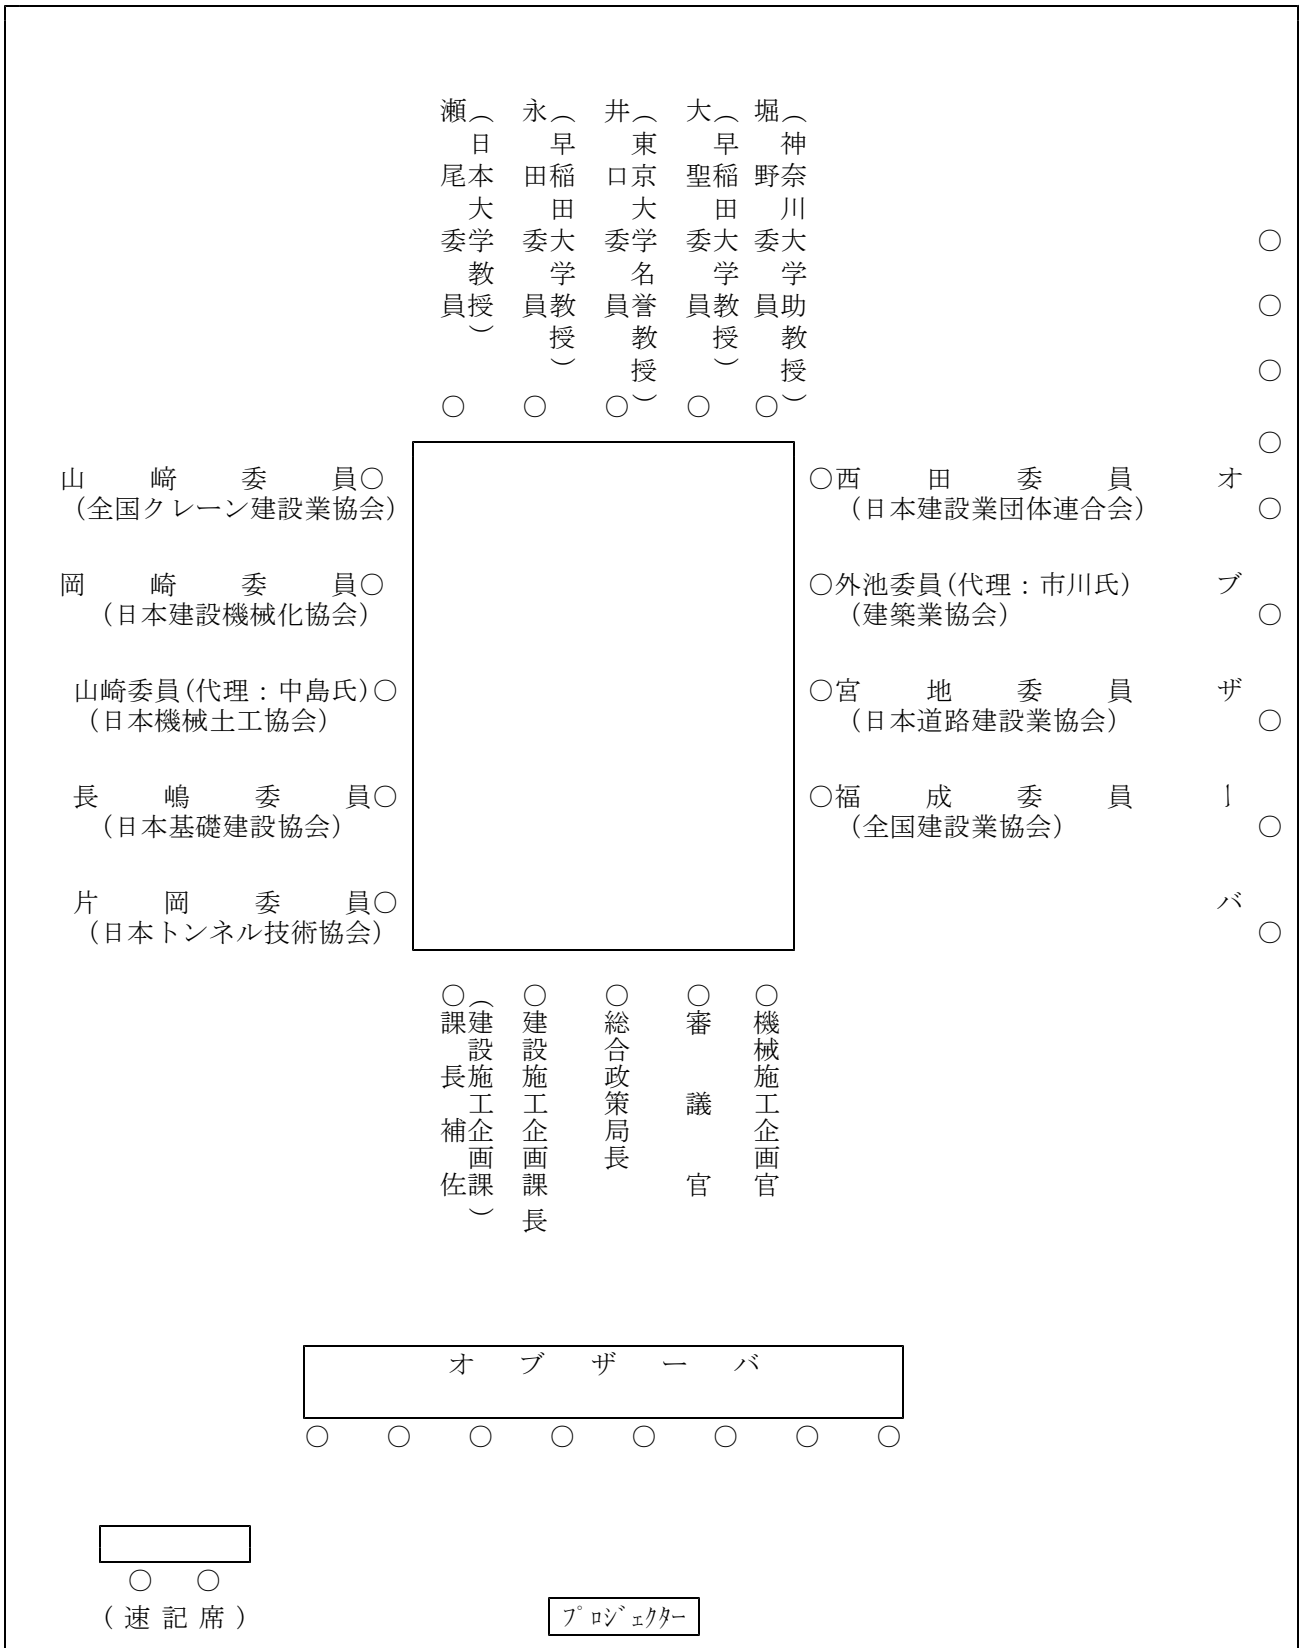 堀野委員
(神奈川大学助教授)
大聖委員
(早稲田大学教授)
井口委員
(東京大学名誉教授)
永田委員
(早稲田大学教授)
瀬尾委員
(日本大学教授)
○ ○ ○ ○ ○
山﨑委員○
(全国クレーン建設業協会)
岡崎委員○
(日本建設機械化協会)
山崎委員(代理:中島氏)○
(日本機械土工協会)
長嶋委員○
(日本基礎建設協会)
片岡委員○
(日本トンネル技術協会)
○西田委員
(日本建設業団体連合会)
○外池委員(代理:市川氏)
(建築業協会)
○宮地委員
(日本道路建設業協会)
○福成委員
(全国建設業協会)
オブザーバ
○ ○ ○ ○ ○ ○ ○ ○ ○
○機械施工企画官
○審議官
○総合政策局長
○建設施工企画課長
○課長補佐
(建設施工企画課)
オブザーバ
○ ○ ○ ○ ○ ○ ○ ○
○ ○
(速記席)
プロジェクター